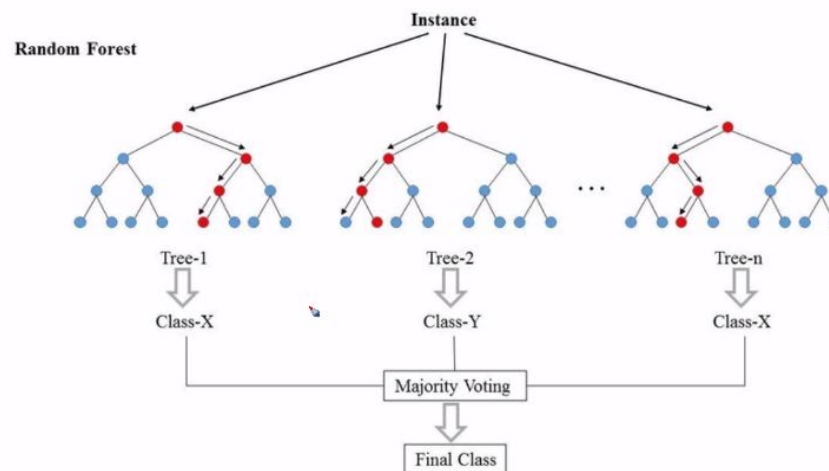 Instance
Random Forest
...
Tree-1
Tree-2
Tree-n
Class-X
Class-Y
Class-X
Majority Voting
Final Class